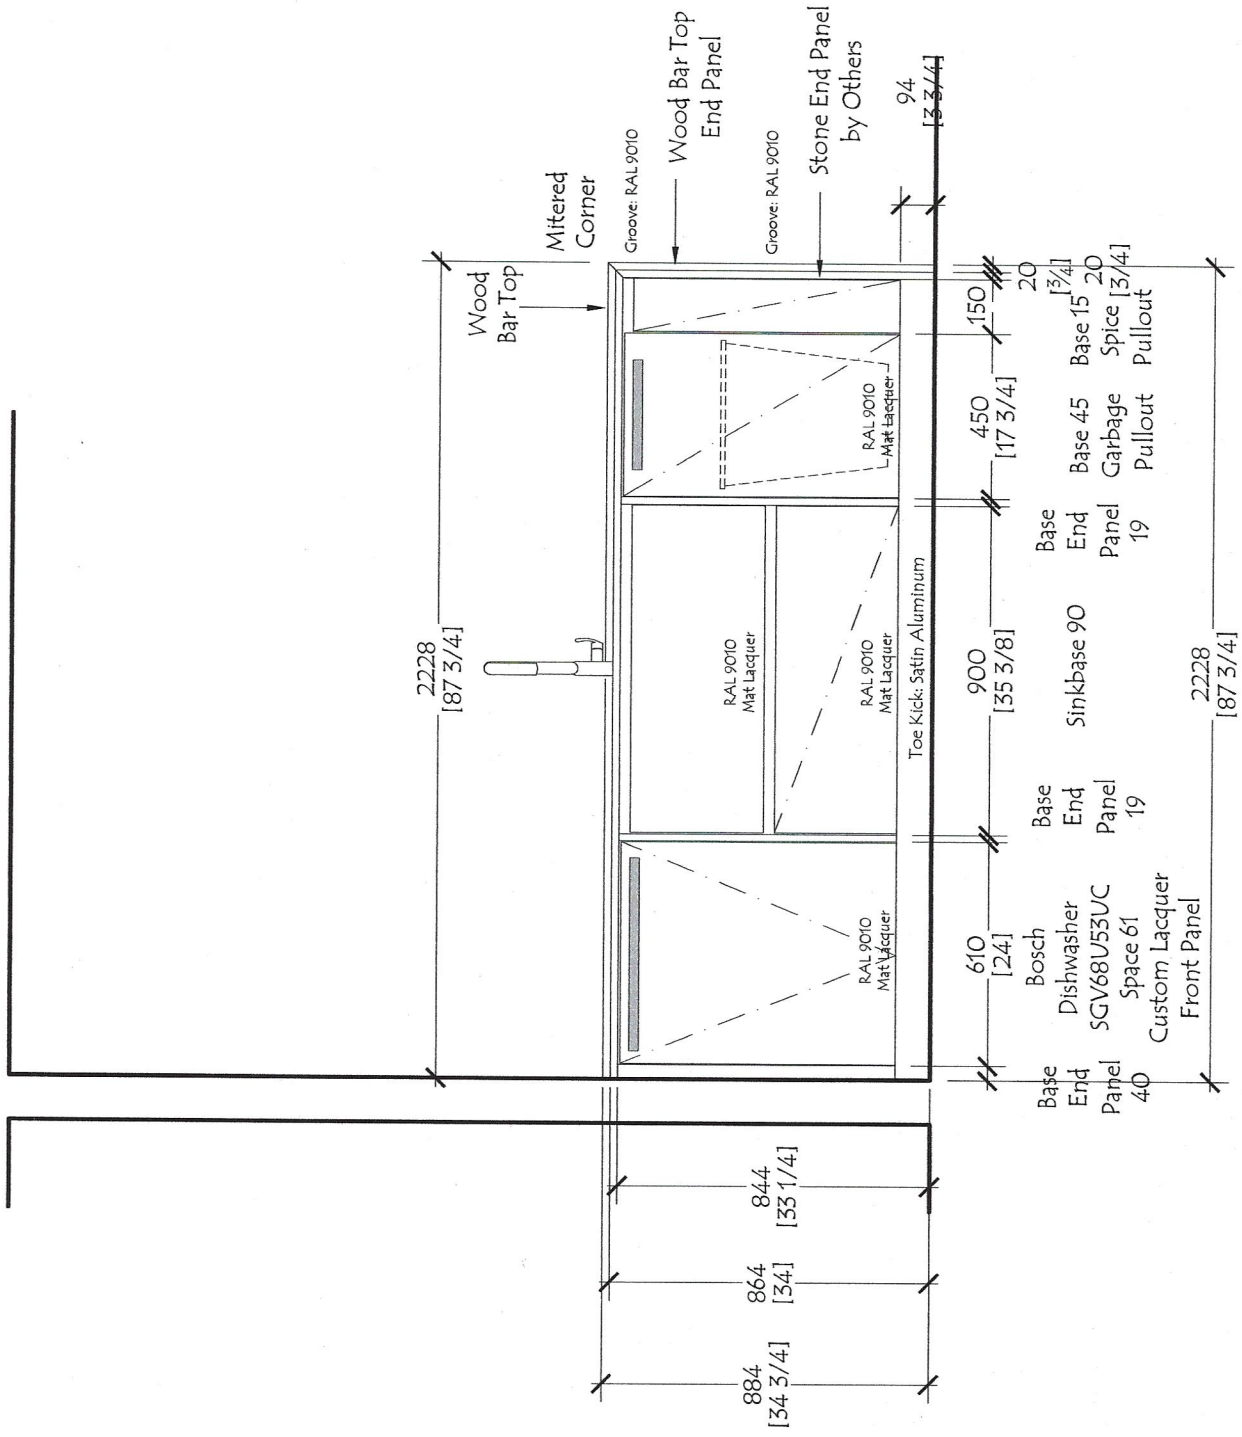 2228
[87 3/4]
Wood
Bar Top
Mitered
Corner
Groove: RAL 9010
Wood Bar Top
End Panel
Groove: RAL 9010
Stone End Panel
by Others
94
[3 3/4]
884
[34 3/4]
864
[34]
844
[33 1/4]
RAL 9010
Mat Lacquer
RAL 9010
Mat Lacquer
RAL 9010
Mat Lacquer
RAL 9010
Mat Lacquer
Toe Kick: Satin Aluminum
610
[24]
900
[35 3/8]
450
[17 3/4]
150
20
[3/4]
20
[3/4]
Base
End
Panel
40
Bosch
Dishwasher
SGV68U53UC
Space 61
Custom Lacquer
Front Panel
Base
End
Panel
19
Sinkbase 90
Base
End
Panel
19
Base 45
Garbage
Pullout
Base 15
Spice
Pullout
2228
[87 3/4]